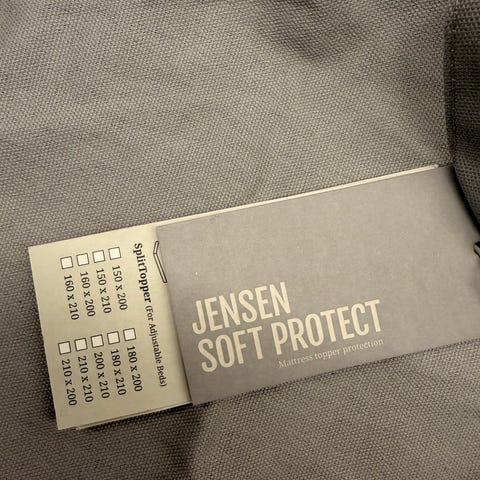 JENSEN
SOFT PROTECT
Mattress topper protection
SplitTopper (For Adjustable Beds)
150 x 200
150 x 210
160 x 200
160 x 210
180 x 200
180 x 210
200 x 210
210 x 210
210 x 200